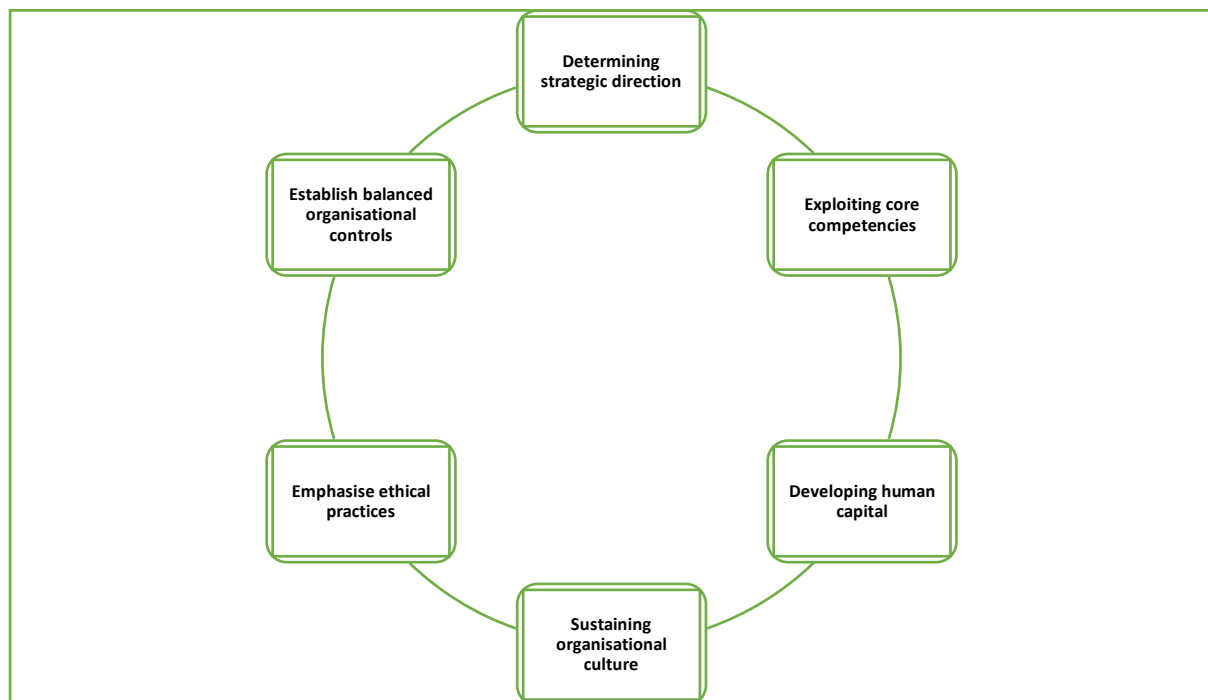 Determining
strategic direction
Exploiting core
competencies
Developing human
capital
Sustaining
organisational
culture
Emphasise ethical
practices
Establish balanced
organisational
controls